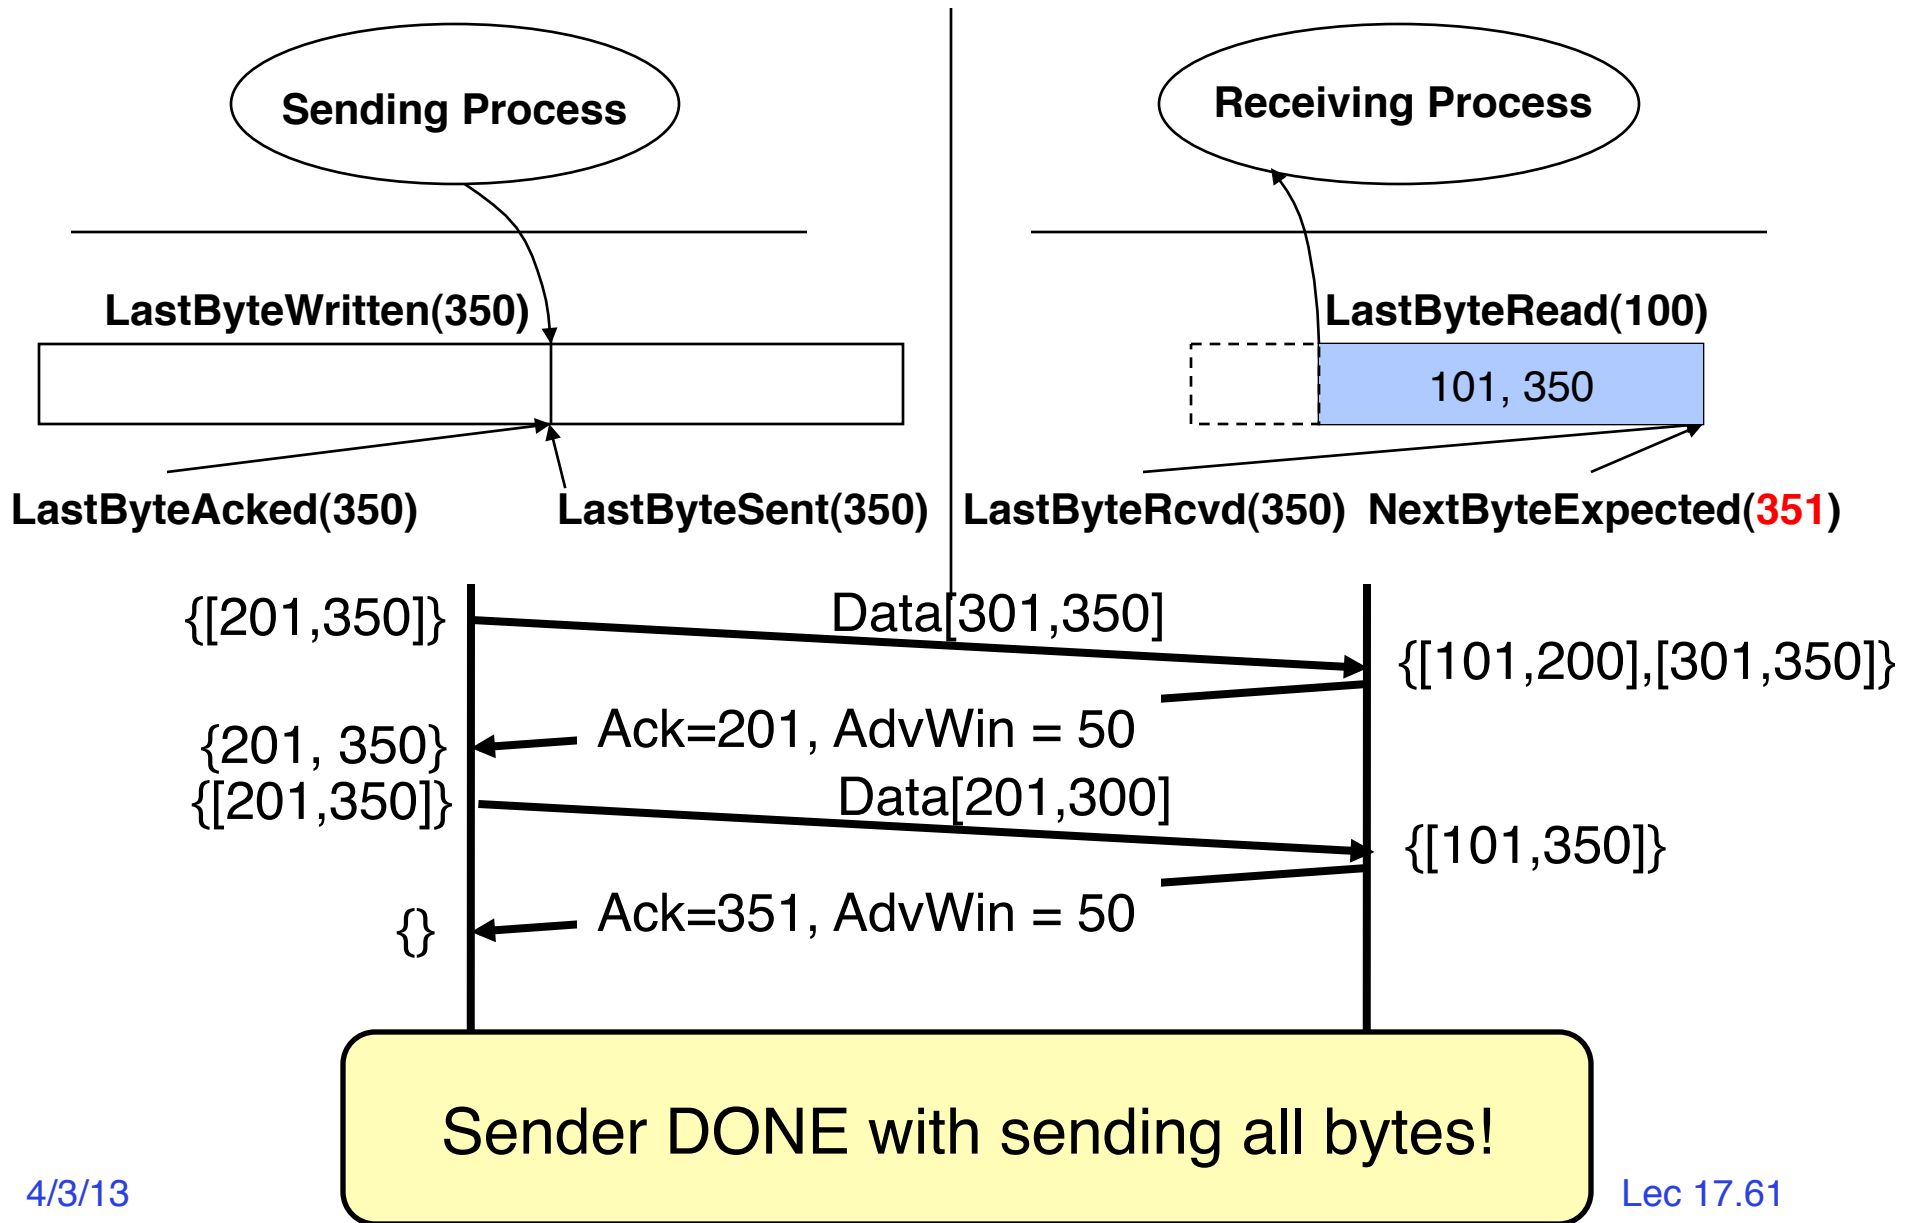 Sending Process
Receiving Process
LastByteWritten(350)
LastByteRead(100)
101, 350
LastByteAcked(350)
LastByteSent(350)
LastByteRcvd(350)
NextByteExpected(351)
{[201,350]}
Data[301,350]
{[101,200],[301,350]}
Ack=201, AdvWin = 50
{201, 350}
{[201,350]}
Data[201,300]
{[101,350]}
Ack=351, AdvWin = 50
{}
Sender DONE with sending all bytes!
4/3/13
Lec 17.61